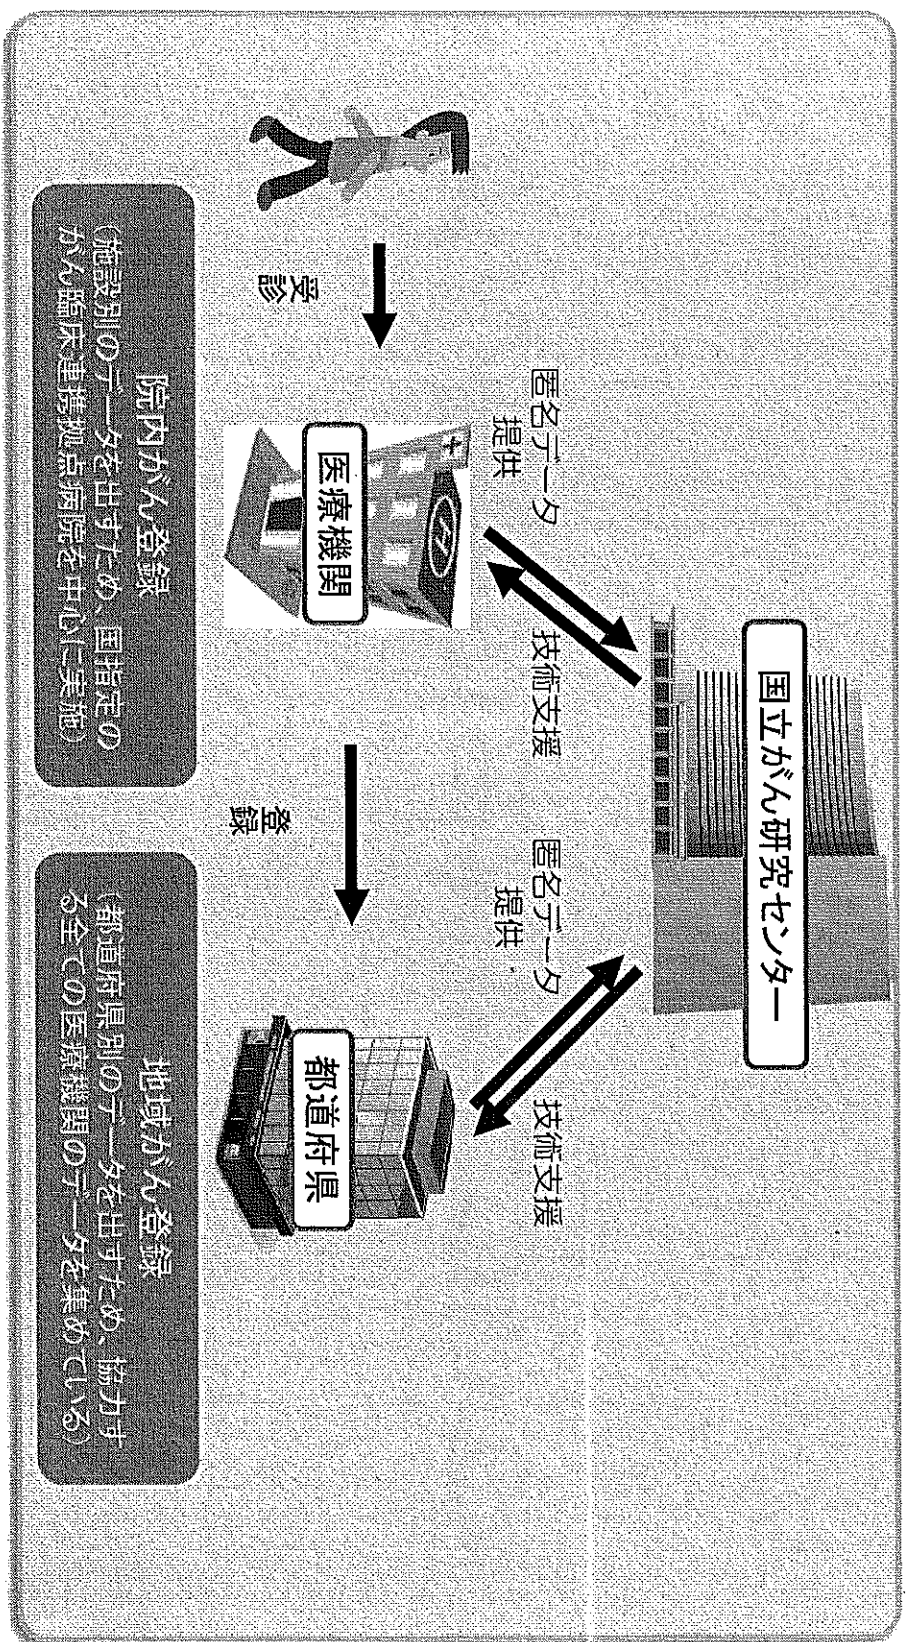 国立がん研究センター
匿名データ
提供
技術支援
匿名データ
提供
技術支援
受診
医療機関
登録
都道府県
院内がん登録
(施設別のデータを出すため、国指定の
がん臨床連携拠点病院を中心に実施)
地域がん登録
(都道府県別のデータを出すため、協力す
る全ての医療機関のデータを集めている)